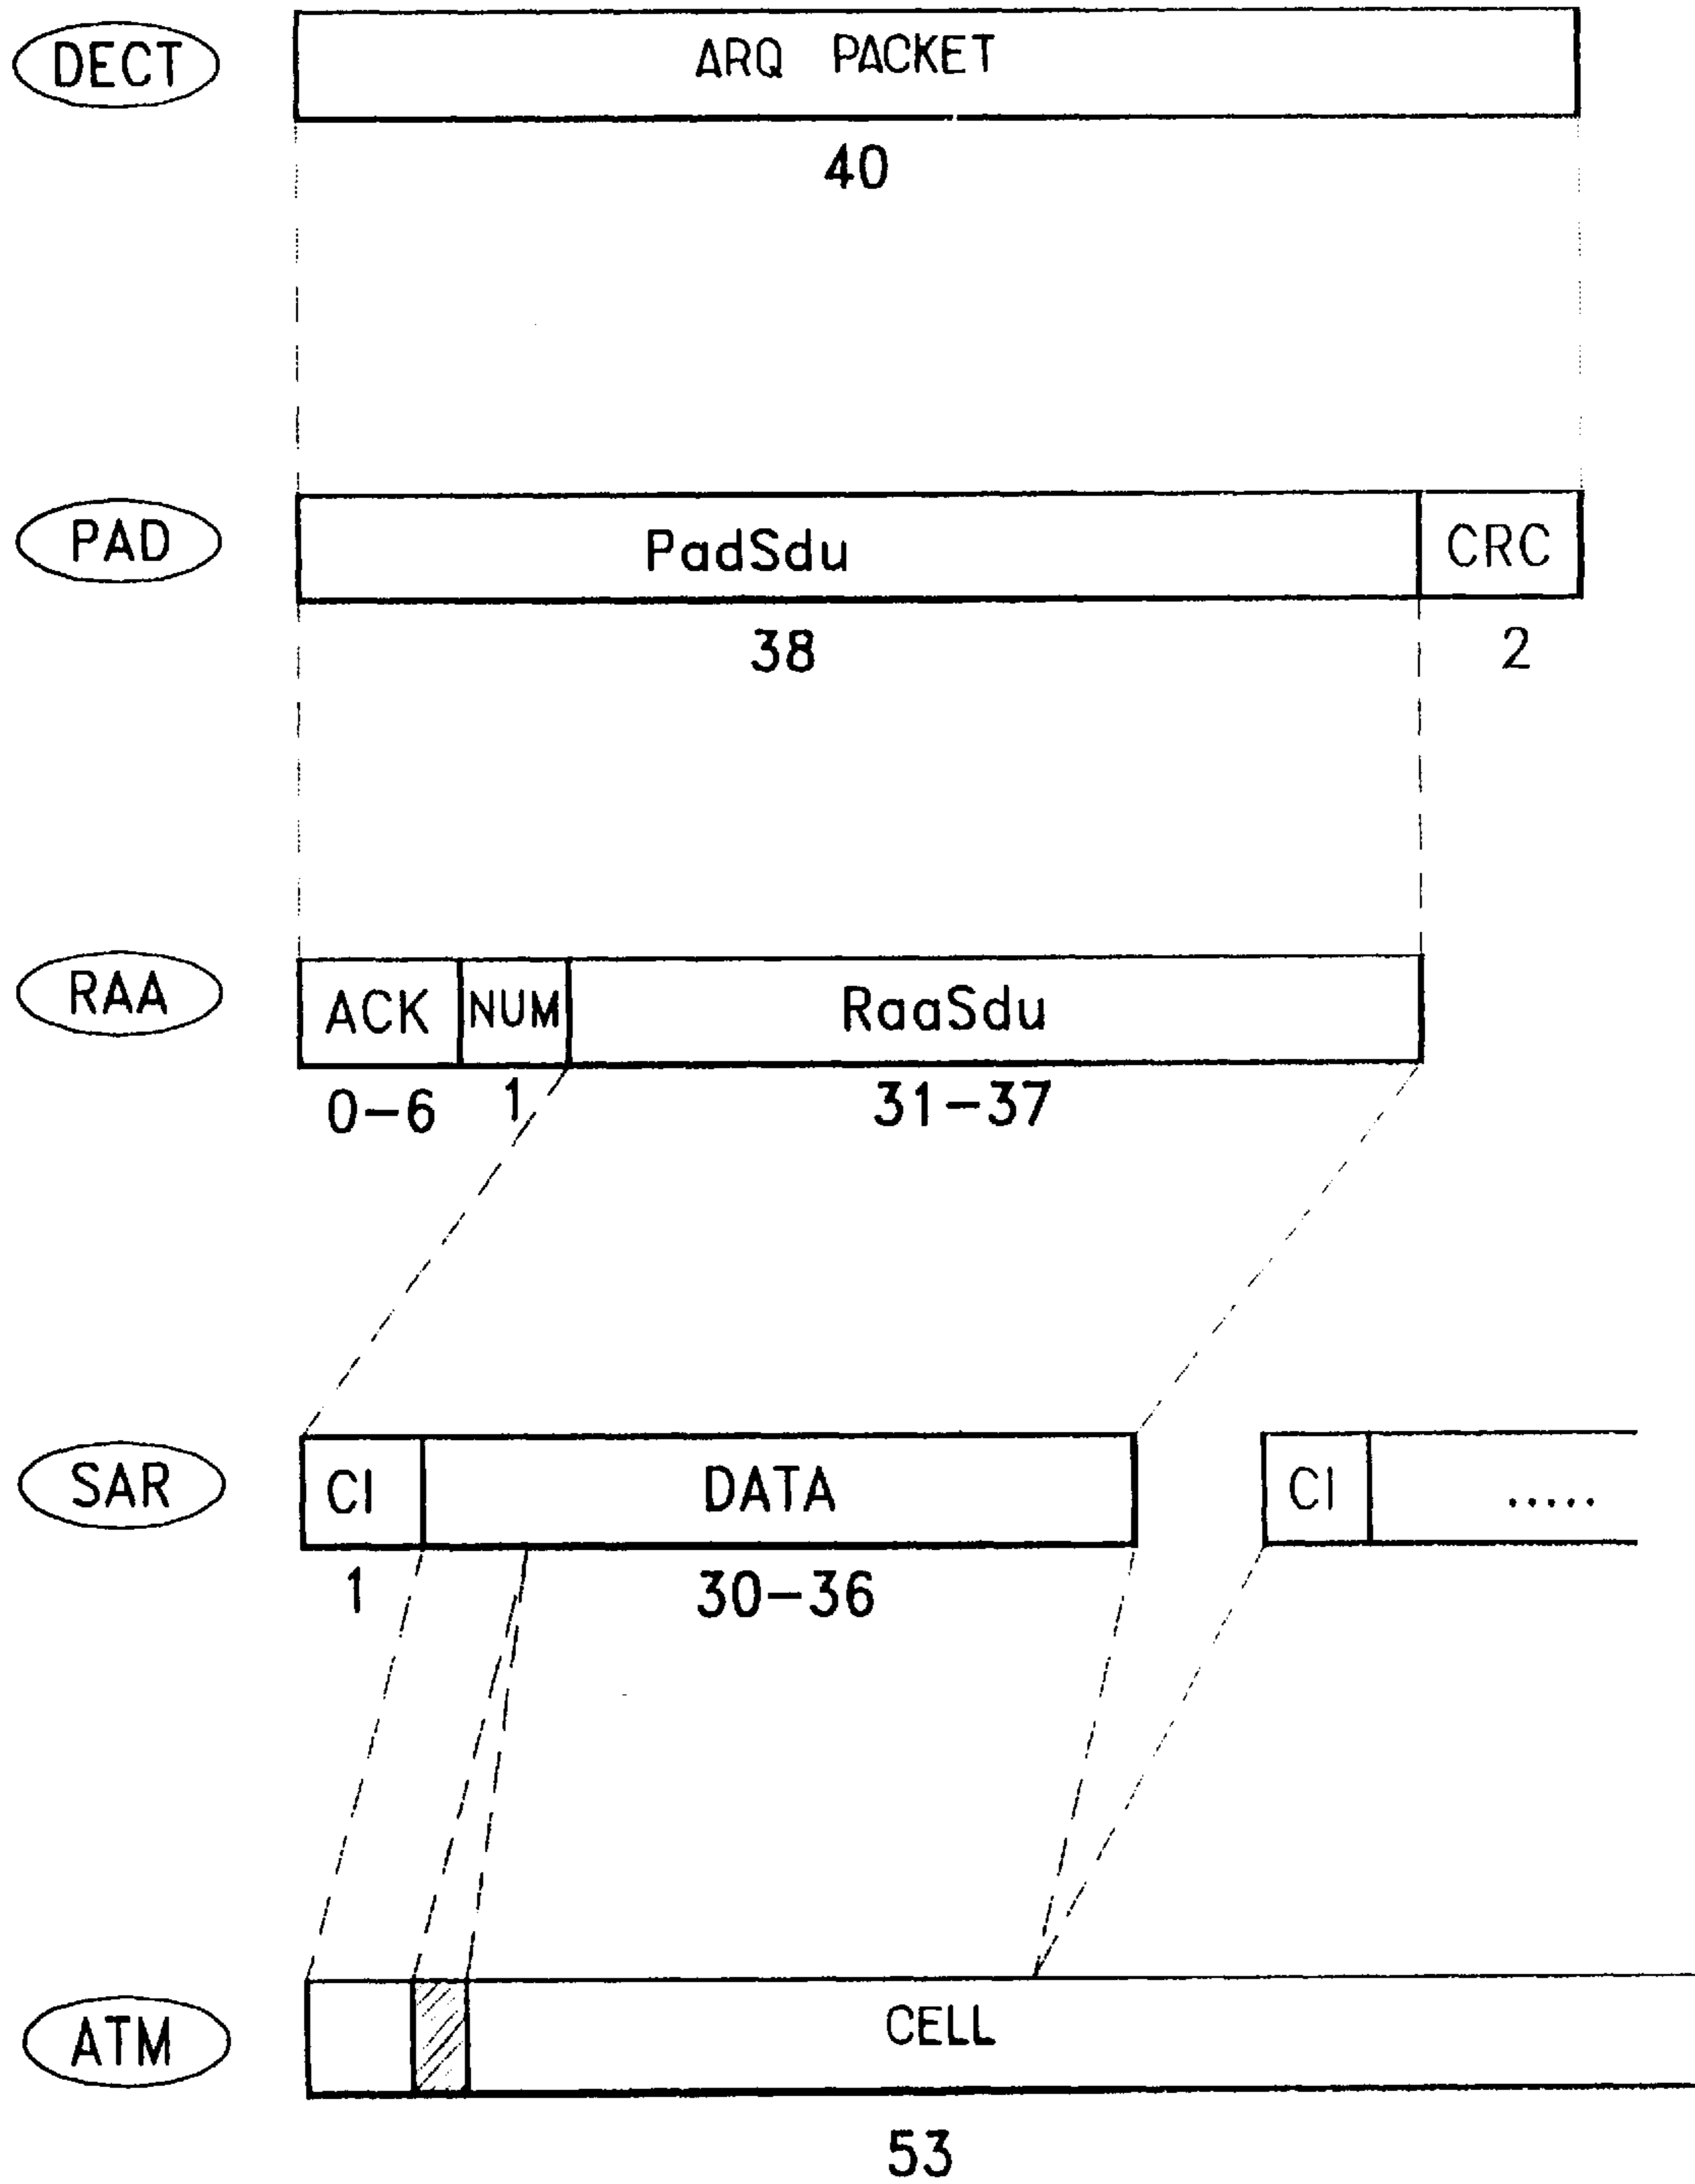 DECT ARQ PACKET
40
PAD PadSdu CRC
38 2
RAA ACK NUM RaaSdu
0-6 1 31-37
SAR CI DATA CI .....
1 30-36
ATM CELL
53